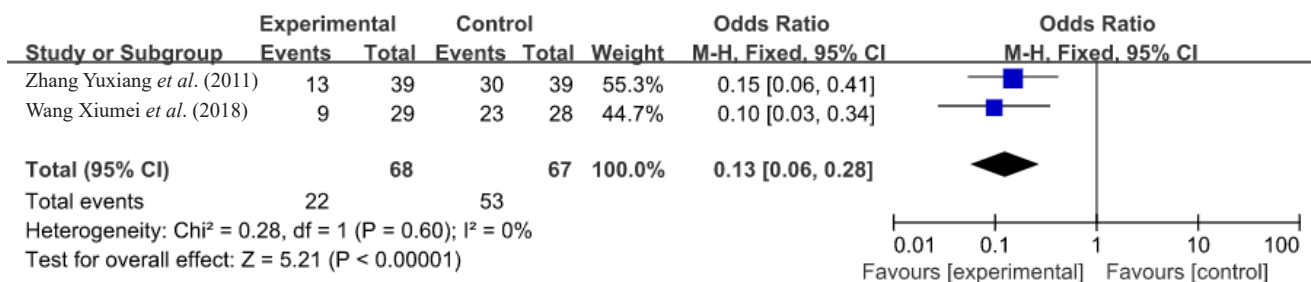 Experimental Control Odds Ratio Odds Ratio
Study or Subgroup Events Total Events Total Weight M-H, Fixed, 95% CI M-H, Fixed, 95% CI
Zhang Yuxiang et al. (2011) 13 39 30 39 55.3% 0.15 [0.06, 0.41]
Wang Xiumei et al. (2018) 9 29 23 28 44.7% 0.10 [0.03, 0.34]
Total (95% CI) 68 67 100.0% 0.13 [0.06, 0.28]
Total events 22 53
Heterogeneity: Chi² = 0.28, df = 1 (P = 0.60); I² = 0%
Test for overall effect: Z = 5.21 (P < 0.00001)
0.01 0.1 1 10 100
Favours [experimental] Favours [control]